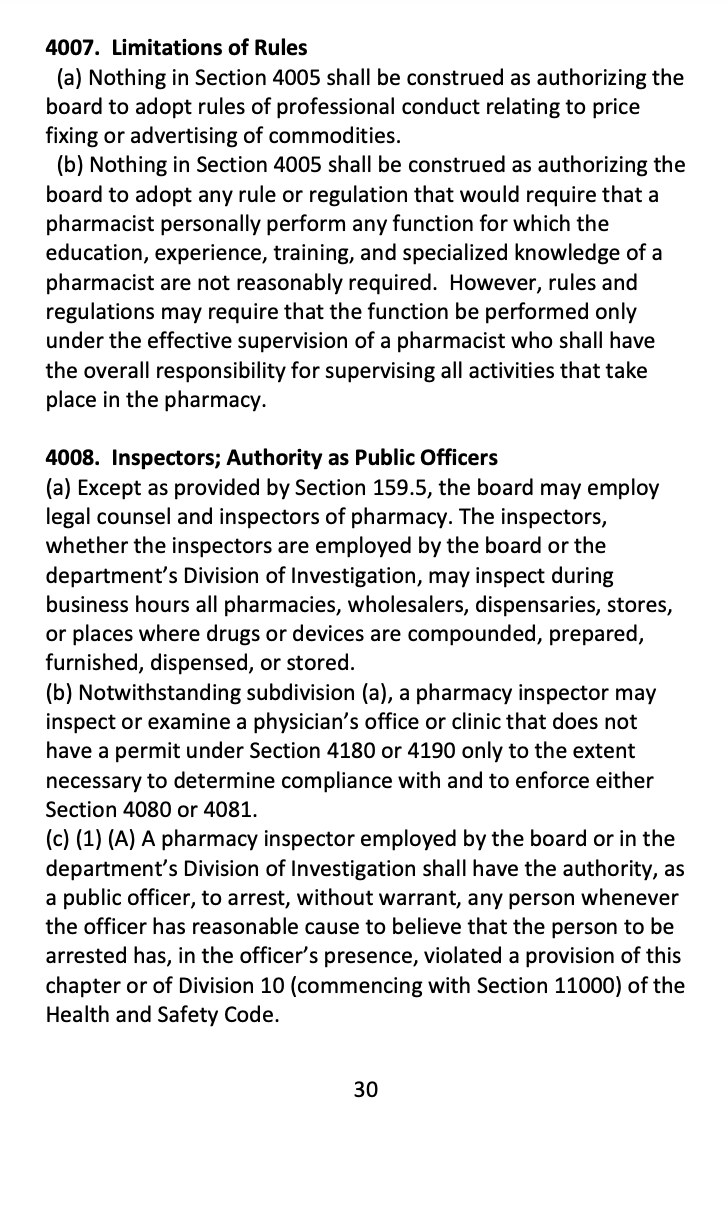 4007.  Limitations of Rules
(a) Nothing in Section 4005 shall be construed as authorizing the
board to adopt rules of professional conduct relating to price
fixing or advertising of commodities.
(b) Nothing in Section 4005 shall be construed as authorizing the
board to adopt any rule or regulation that would require that a
pharmacist personally perform any function for which the
education, experience, training, and specialized knowledge of a
pharmacist are not reasonably required.  However, rules and
regulations may require that the function be performed only
under the effective supervision of a pharmacist who shall have
the overall responsibility for supervising all activities that take
place in the pharmacy.
4008.  Inspectors; Authority as Public Officers
(a) Except as provided by Section 159.5, the board may employ
legal counsel and inspectors of pharmacy. The inspectors,
whether the inspectors are employed by the board or the
department’s Division of Investigation, may inspect during
business hours all pharmacies, wholesalers, dispensaries, stores,
or places where drugs or devices are compounded, prepared,
furnished, dispensed, or stored.
(b) Notwithstanding subdivision (a), a pharmacy inspector may
inspect or examine a physician’s office or clinic that does not
have a permit under Section 4180 or 4190 only to the extent
necessary to determine compliance with and to enforce either
Section 4080 or 4081.
(c) (1) (A) A pharmacy inspector employed by the board or in the
department’s Division of Investigation shall have the authority, as
a public officer, to arrest, without warrant, any person whenever
the officer has reasonable cause to believe that the person to be
arrested has, in the officer’s presence, violated a provision of this
chapter or of Division 10 (commencing with Section 11000) of the
Health and Safety Code.
30